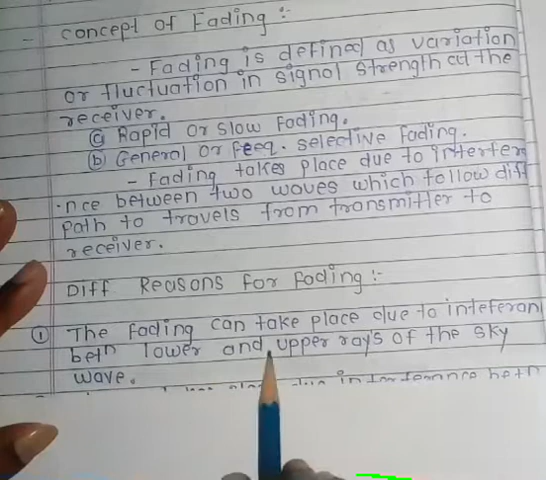 - concept of Fading :-
- Fading is defined as variation
or fluctuation in signal strength at the
receiver.
(a) Rapid or slow fading.
(b) General or freq. selective fading.
- Fading takes place due to interfer
nce between two waves which follow diff
path to travels from transmitter to
receiver.
Diff Reasons for fading :-
(1) The fading can take place due to inteferan
betn lower and upper rays of the sky
wave.